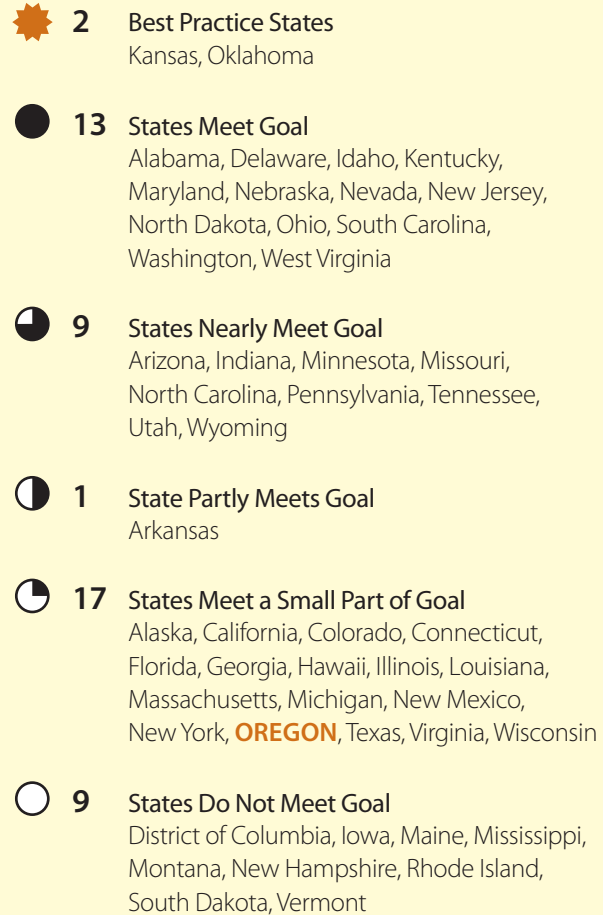 2 Best Practice States
Kansas, Oklahoma
13 States Meet Goal
Alabama, Delaware, Idaho, Kentucky,
Maryland, Nebraska, Nevada, New Jersey,
North Dakota, Ohio, South Carolina,
Washington, West Virginia
9 States Nearly Meet Goal
Arizona, Indiana, Minnesota, Missouri,
North Carolina, Pennsylvania, Tennessee,
Utah, Wyoming
1 State Partly Meets Goal
Arkansas
17 States Meet a Small Part of Goal
Alaska, California, Colorado, Connecticut,
Florida, Georgia, Hawaii, Illinois, Louisiana,
Massachusetts, Michigan, New Mexico,
New York, OREGON, Texas, Virginia, Wisconsin
9 States Do Not Meet Goal
District of Columbia, Iowa, Maine, Mississippi,
Montana, New Hampshire, Rhode Island,
South Dakota, Vermont